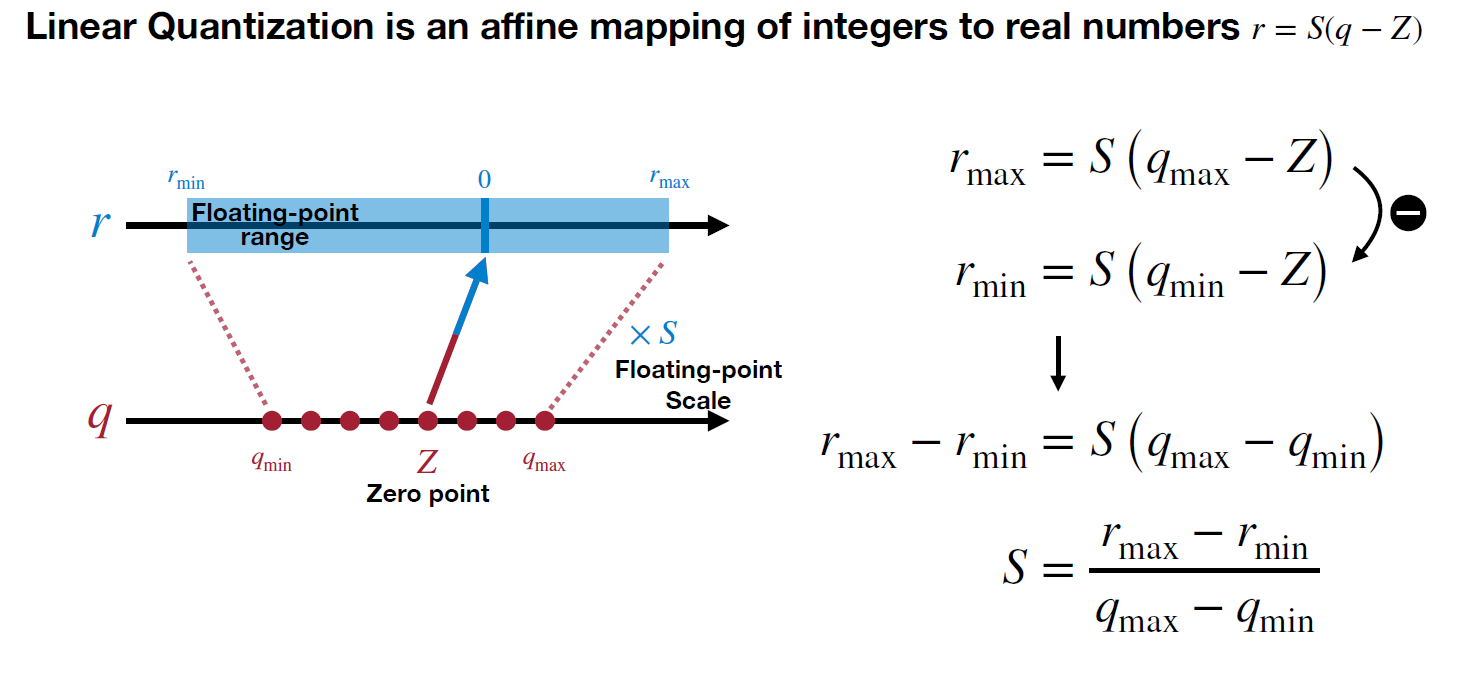 Linear Quantization is an affine mapping of integers to real numbers r = S(q − Z)
r_min 0 r_max
r
Floating-point
range
× S
Floating-point
Scale
q
q_min Z q_max
Zero point
r_max = S (q_max − Z)
−
r_min = S (q_min − Z)
r_max − r_min = S (q_max − q_min)
S = (r_max − r_min) / (q_max − q_min)